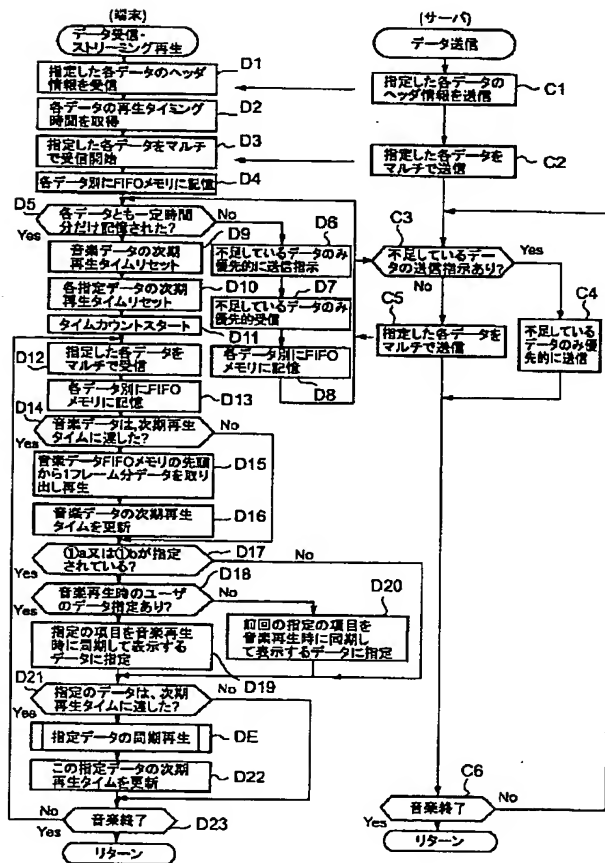 (端末)
データ受信・
ストリーミング再生
D1
指定した各データのヘッダ
情報を受信
D2
各データの再生タイミング
時間を取得
D3
指定した各データをマルチ
で受信開始
各データ別にFIFOメモリに記憶
D4
D5
各データとも一定時間
分だけ記憶された?
No
Yes
D6
不足しているデータのみ
優先的に送信指示
D7
不足しているデータのみ
優先的受信
各データ別にFIFO
メモリに記憶
D8
D9
音楽データの次期
再生タイムリセット
D10
各指定データの次期
再生タイムリセット
タイムカウントスタート
D11
D12
指定した各データを
マルチで受信
各データ別にFIFO
メモリに記憶
D13
D14
音楽データは、次期再生
タイムに達した?
No
Yes
音楽データFIFOメモリの先頭
から1フレーム分データを取り
出し再生
D15
音楽データの次期再生
タイムを更新
D16
①a又は①bが指定
されている?
D17
No
Yes
D18
音楽再生時のユーザ
のデータ指定あり?
No
Yes
D20
前回の指定の項目を
音楽再生時に同期し
て表示するデータに指定
指定の項目を音楽再生
時に同期して表示する
データに指定
D19
D21
指定のデータは、次期
再生タイムに達した?
No
Yes
指定データの同期再生
DE
この指定データの次期
再生タイムを更新
D22
No
音楽終了
D23
Yes
リターン
(サーバ)
データ送信
指定した各データの
ヘッダ情報を送信
C1
指定した各データを
マルチで送信
C2
C3
不足しているデー
タの送信指示あり?
Yes
No
C4
不足している
データのみ優
先的に送信
C5
指定した各データを
マルチで送信
C6
音楽終了
No
Yes
リターン